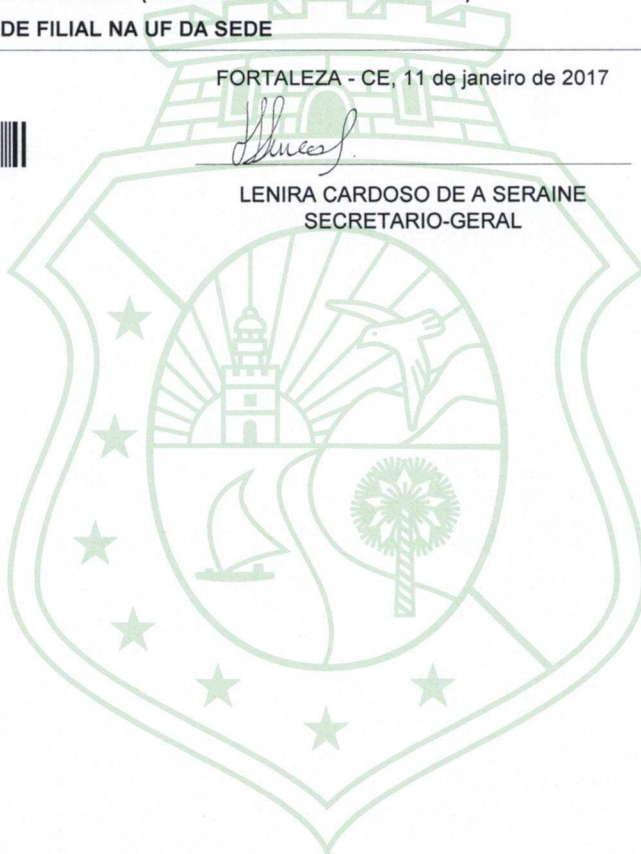 DE FILIAL NA UF DA SEDE
FORTALEZA - CE, 11 de janeiro de 2017
LENIRA CARDOSO DE A SERAINE
SECRETARIO-GERAL